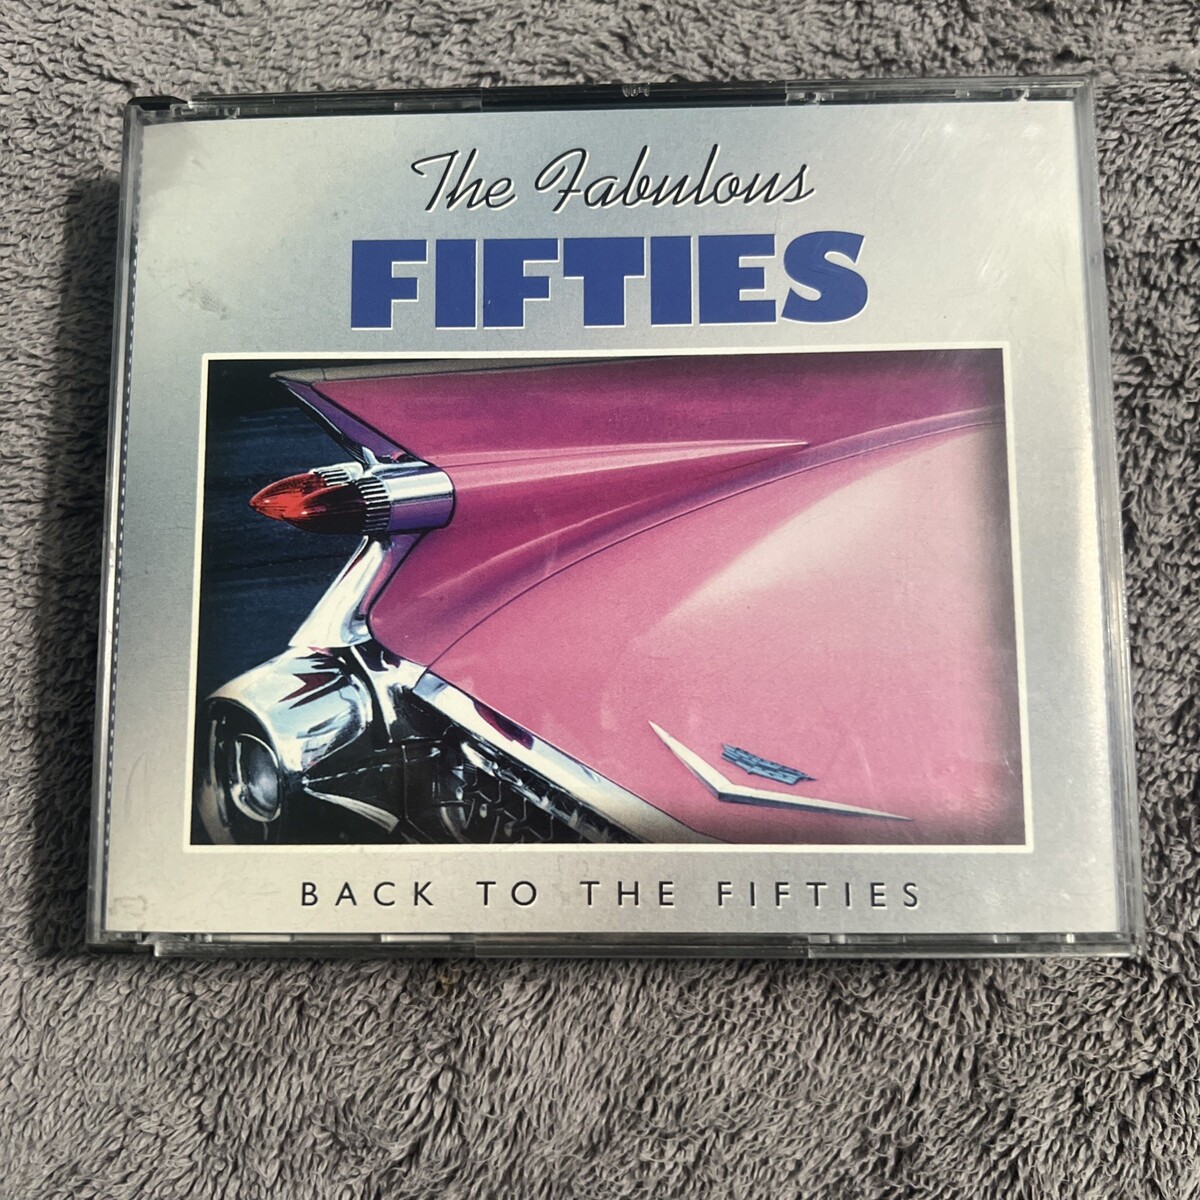 The Fabulous
FIFTIES
BACK TO THE FIFTIES